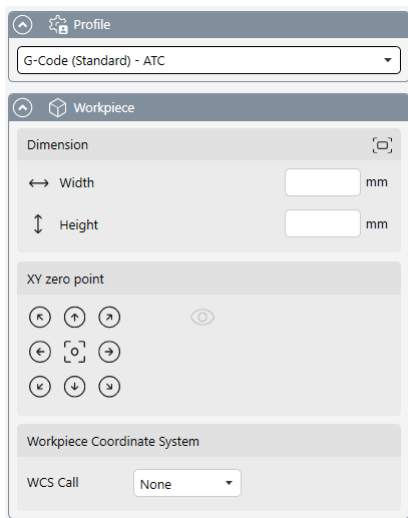 Profile
G-Code (Standard) - ATC
Workpiece
Dimension
Width mm
Height mm
XY zero point
Workpiece Coordinate System
WCS Call None